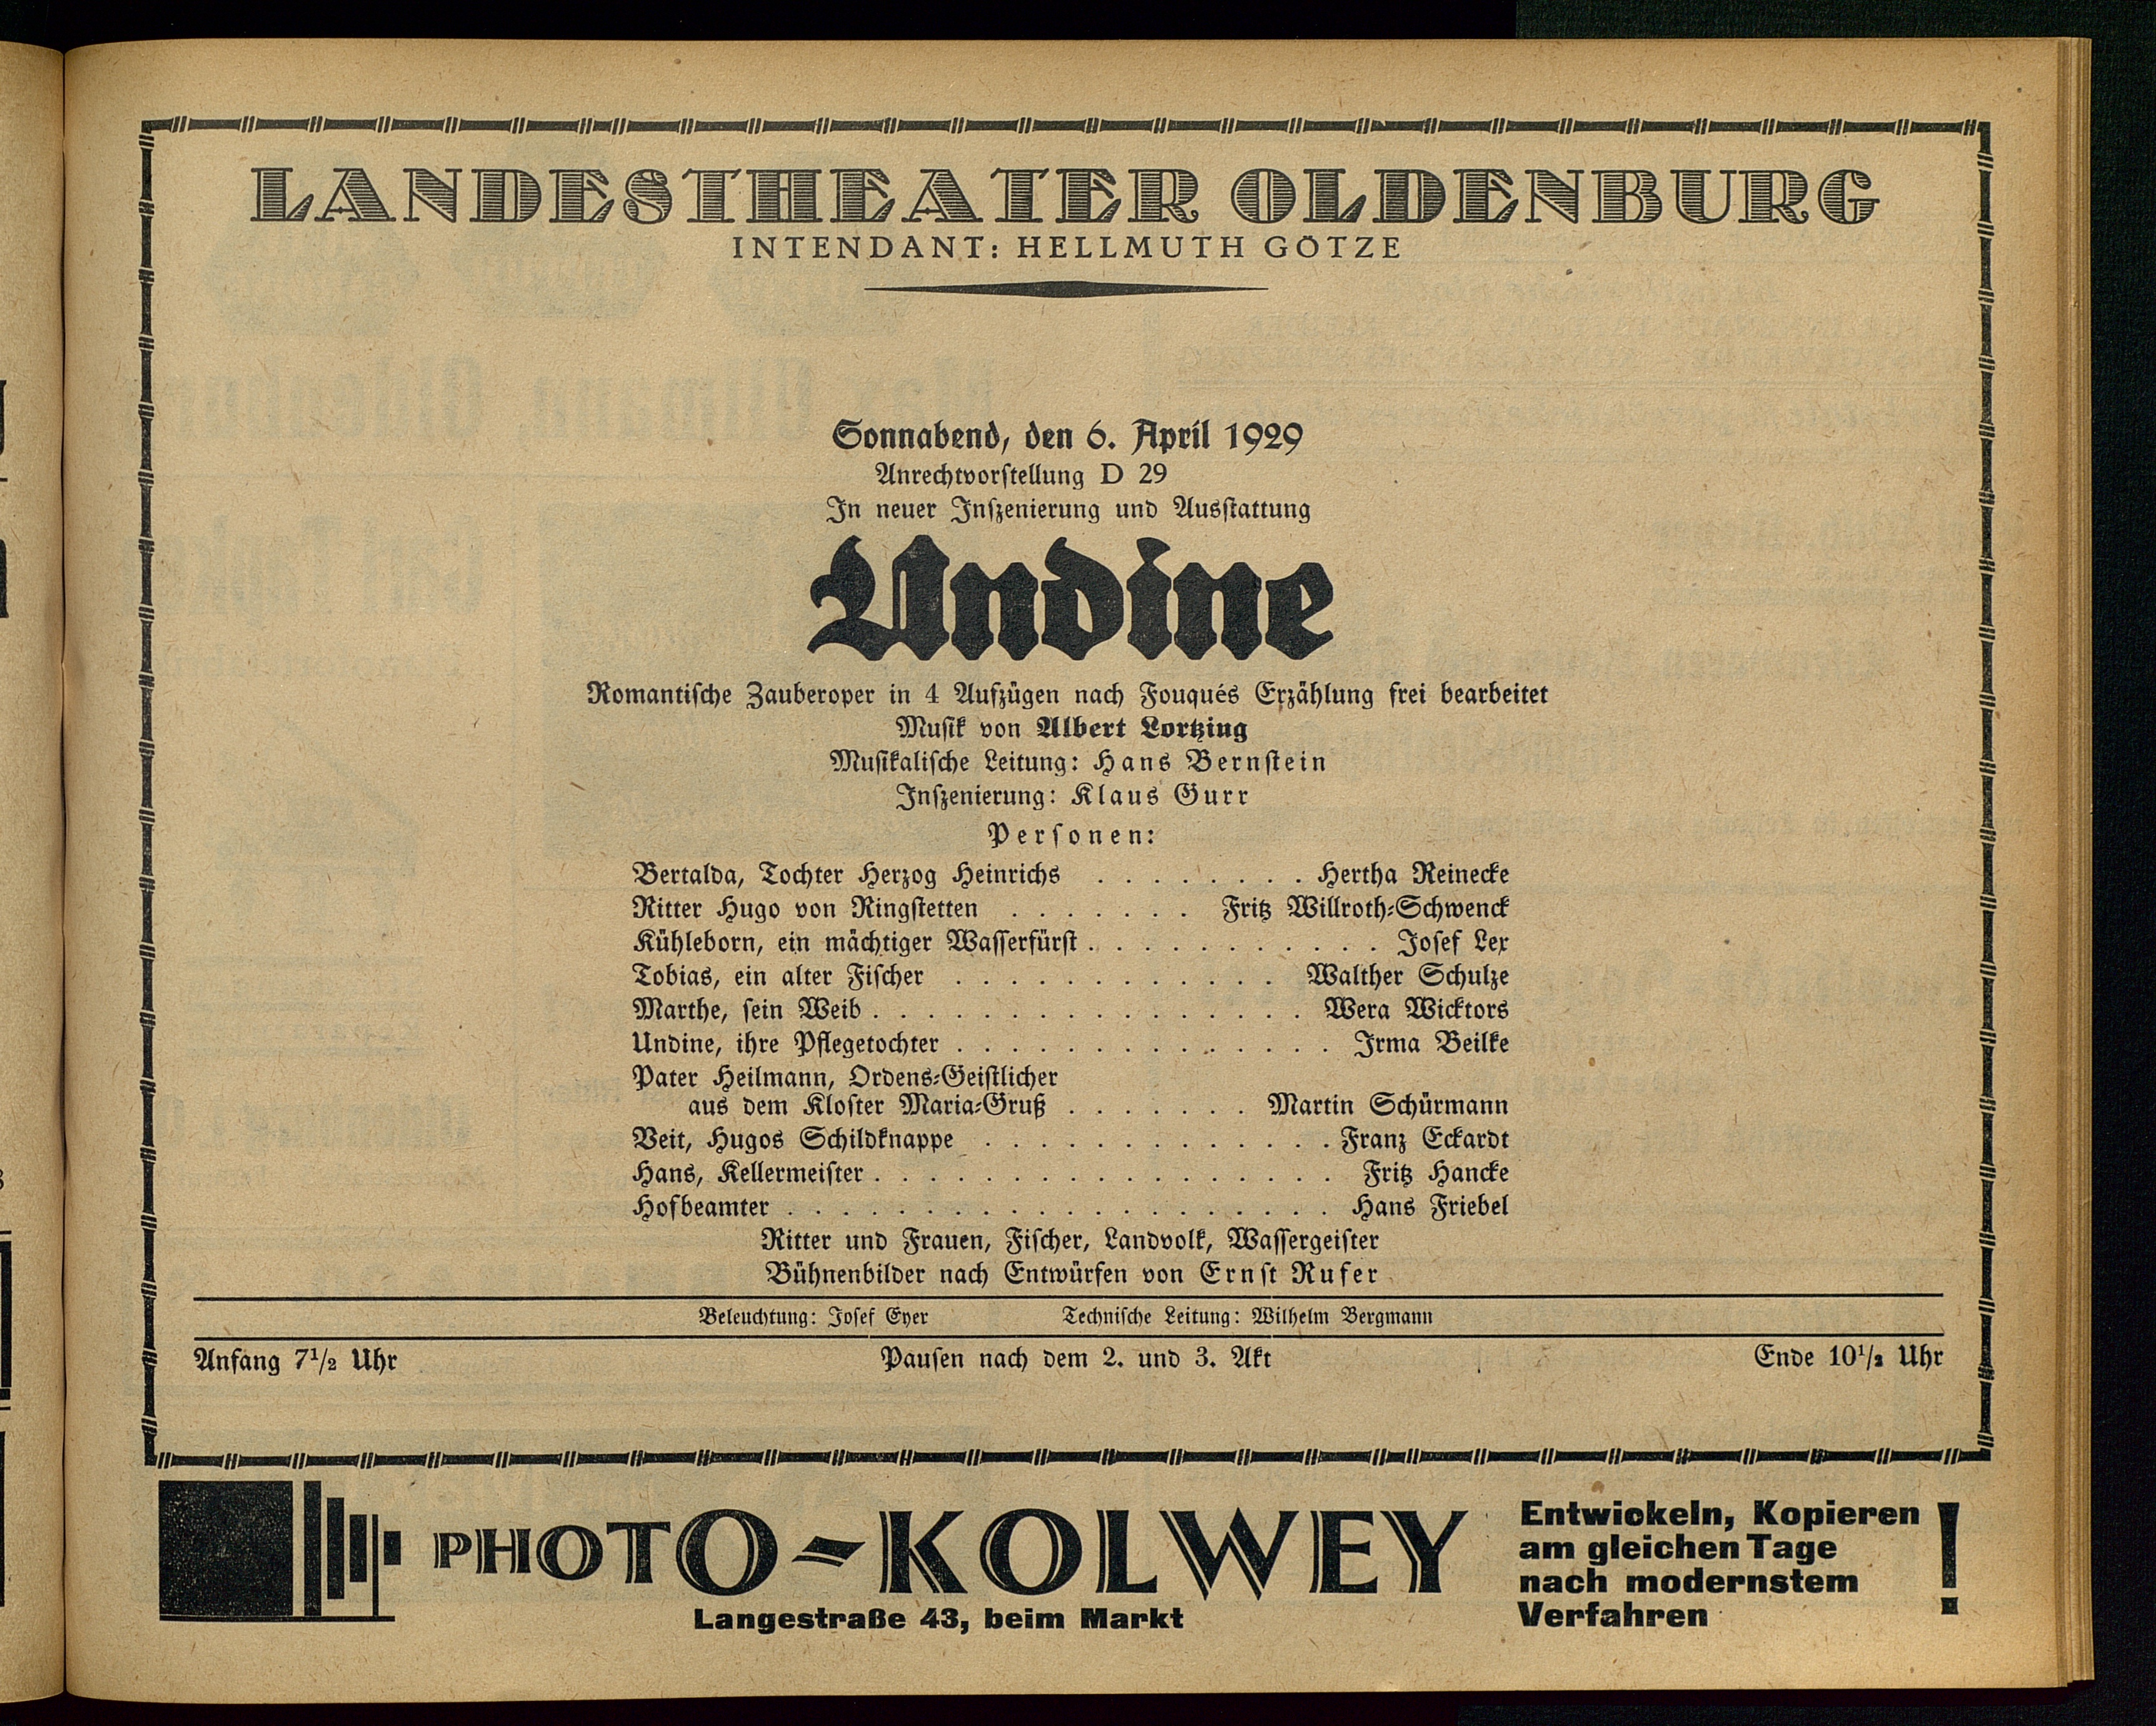 LANDESTHEATER OLDENBURG
INTENDANT: HELLMUTH GÖTZE
Sonnabend, den 6. April 1929
Anrechtvorstellung D 29
In neuer Inszenierung und Ausstattung
Undine
Romantische Zauberoper in 4 Aufzügen nach Fouqués Erzählung frei bearbeitet
Musik von Albert Lortzing
Musikalische Leitung: Hans Bernstein
Inszenierung: Klaus Gurr
Personen:
Bertalda, Tochter Herzog Heinrichs . . . . . . . . Hertha Reinecke
Ritter Hugo von Ringstetten . . . . . . . Fritz Willroth-Schwenck
Kühleborn, ein mächtiger Wasserfürst . . . . . . . . . . . Josef Lex
Tobias, ein alter Fischer . . . . . . . . . . . . Walther Schulze
Marthe, sein Weib . . . . . . . . . . . . . . . . Wera Wicktors
Undine, ihre Pflegetochter . . . . . . . . . . . . . . Irma Beilke
Pater Heilmann, Ordens-Geistlicher
aus dem Kloster Maria-Gruß . . . . . . . Martin Schürmann
Veit, Hugos Schildknappe . . . . . . . . . . . . . Franz Eckardt
Hans, Kellermeister . . . . . . . . . . . . . . . . . Fritz Hancke
Hofbeamter . . . . . . . . . . . . . . . . . . . . Hans Friebel
Ritter und Frauen, Fischer, Landvolk, Wassergeister
Bühnenbilder nach Entwürfen von Ernst Rufer
Beleuchtung: Josef Eyer Technische Leitung: Wilhelm Bergmann
Anfang 7½ Uhr Pausen nach dem 2. und 3. Akt Ende 10½ Uhr
PHOTO-KOLWEY
Langestraße 43, beim Markt
Entwickeln, Kopieren
am gleichen Tage
nach modernstem
Verfahren !